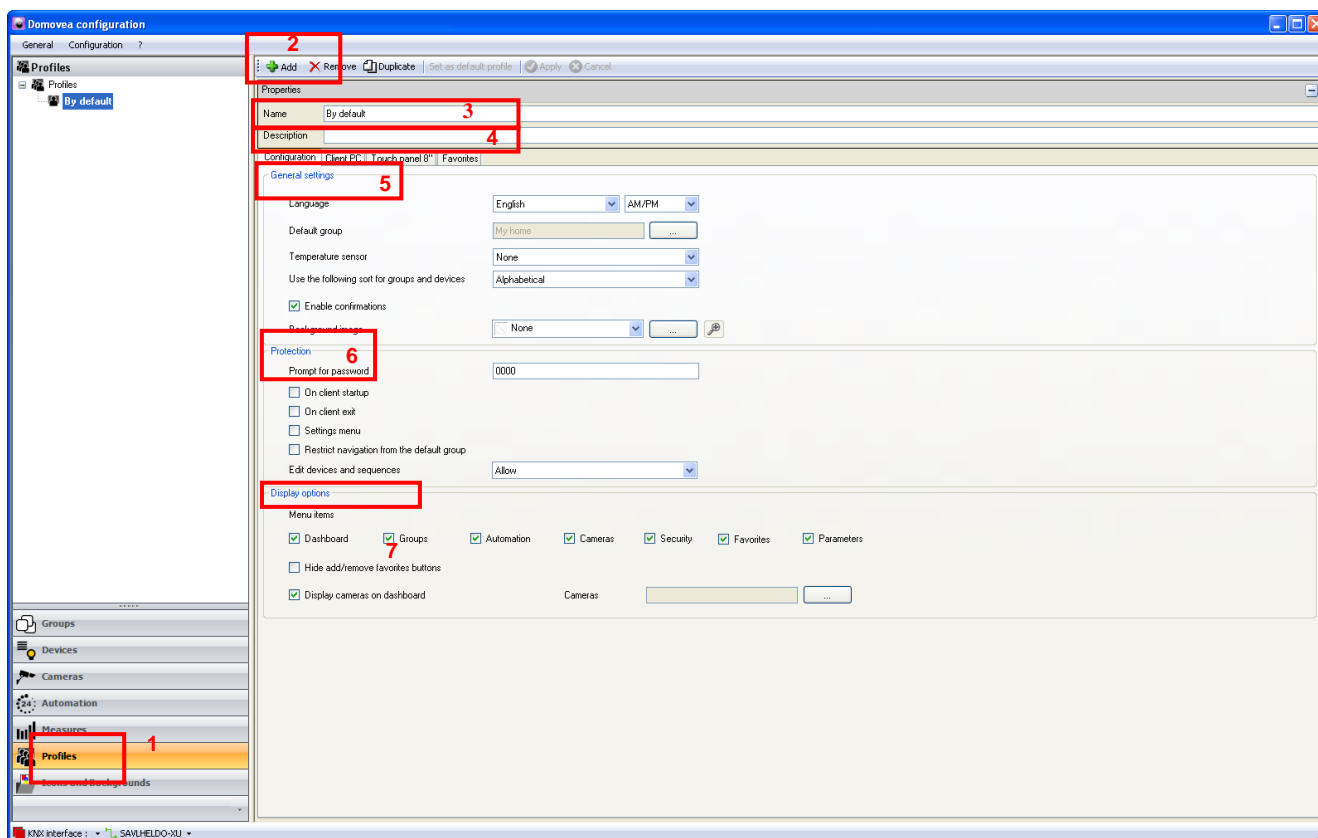 Domovea configuration
General Configuration ?
2
Profiles
Add Remove Duplicate Set as default profile Apply Cancel
Profiles
By default
Properties
Name By default 3
Description 4
Configuration Client PC Touch panel 8" Favorites
General settings 5
Language English AM/PM
Default group My home ...
Temperature sensor None
Use the following sort for groups and devices Alphabetical
Enable confirmations
Background image None ...
Protection 6
Prompt for password 0000
On client startup
On client exit
Settings menu
Restrict navigation from the default group
Edit devices and sequences Allow
Display options
Menu items
Dashboard Groups Automation Cameras Security Favorites Parameters
7
Hide add/remove favorites buttons
Display cameras on dashboard Cameras ...
Groups
Devices
Cameras
24 Automation
Measures
1
Profiles
Icons and Backgrounds
KNX interface : SAVLHELDO-XU